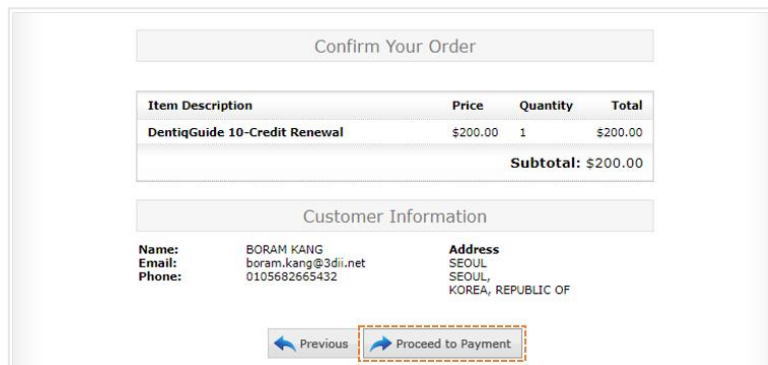 Confirm Your Order
Item Description Price Quantity Total
DentiqGuide 10-Credit Renewal $200.00 1 $200.00
Subtotal: $200.00
Customer Information
Name: BORAM KANG Address
Email: boram.kang@3dii.net SEOUL
Phone: 0105682665432 SEOUL,
KOREA, REPUBLIC OF
Previous Proceed to Payment